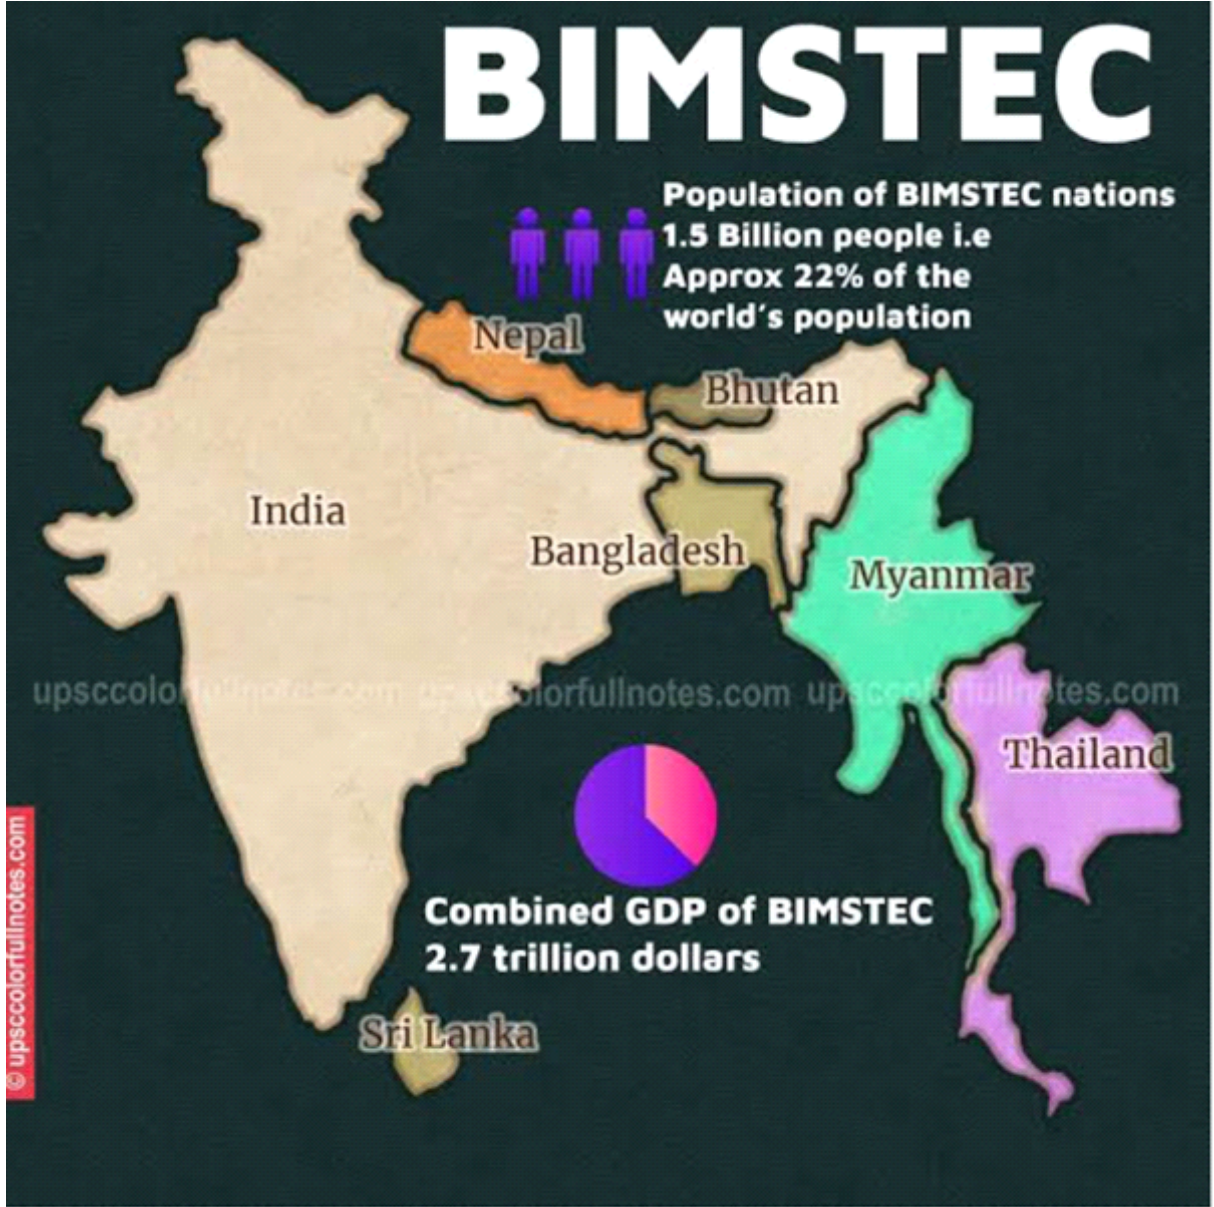 BIMSTEC
Population of BIMSTEC nations
1.5 Billion people i.e
Approx 22% of the
world's population
Nepal
Bhutan
India
Bangladesh
Myanmar
upsccolorfullnotes.com upsccolorfullnotes.com upsccolorfullnotes.com
Thailand
Combined GDP of BIMSTEC
2.7 trillion dollars
Sri Lanka
© upsccolorfullnotes.com